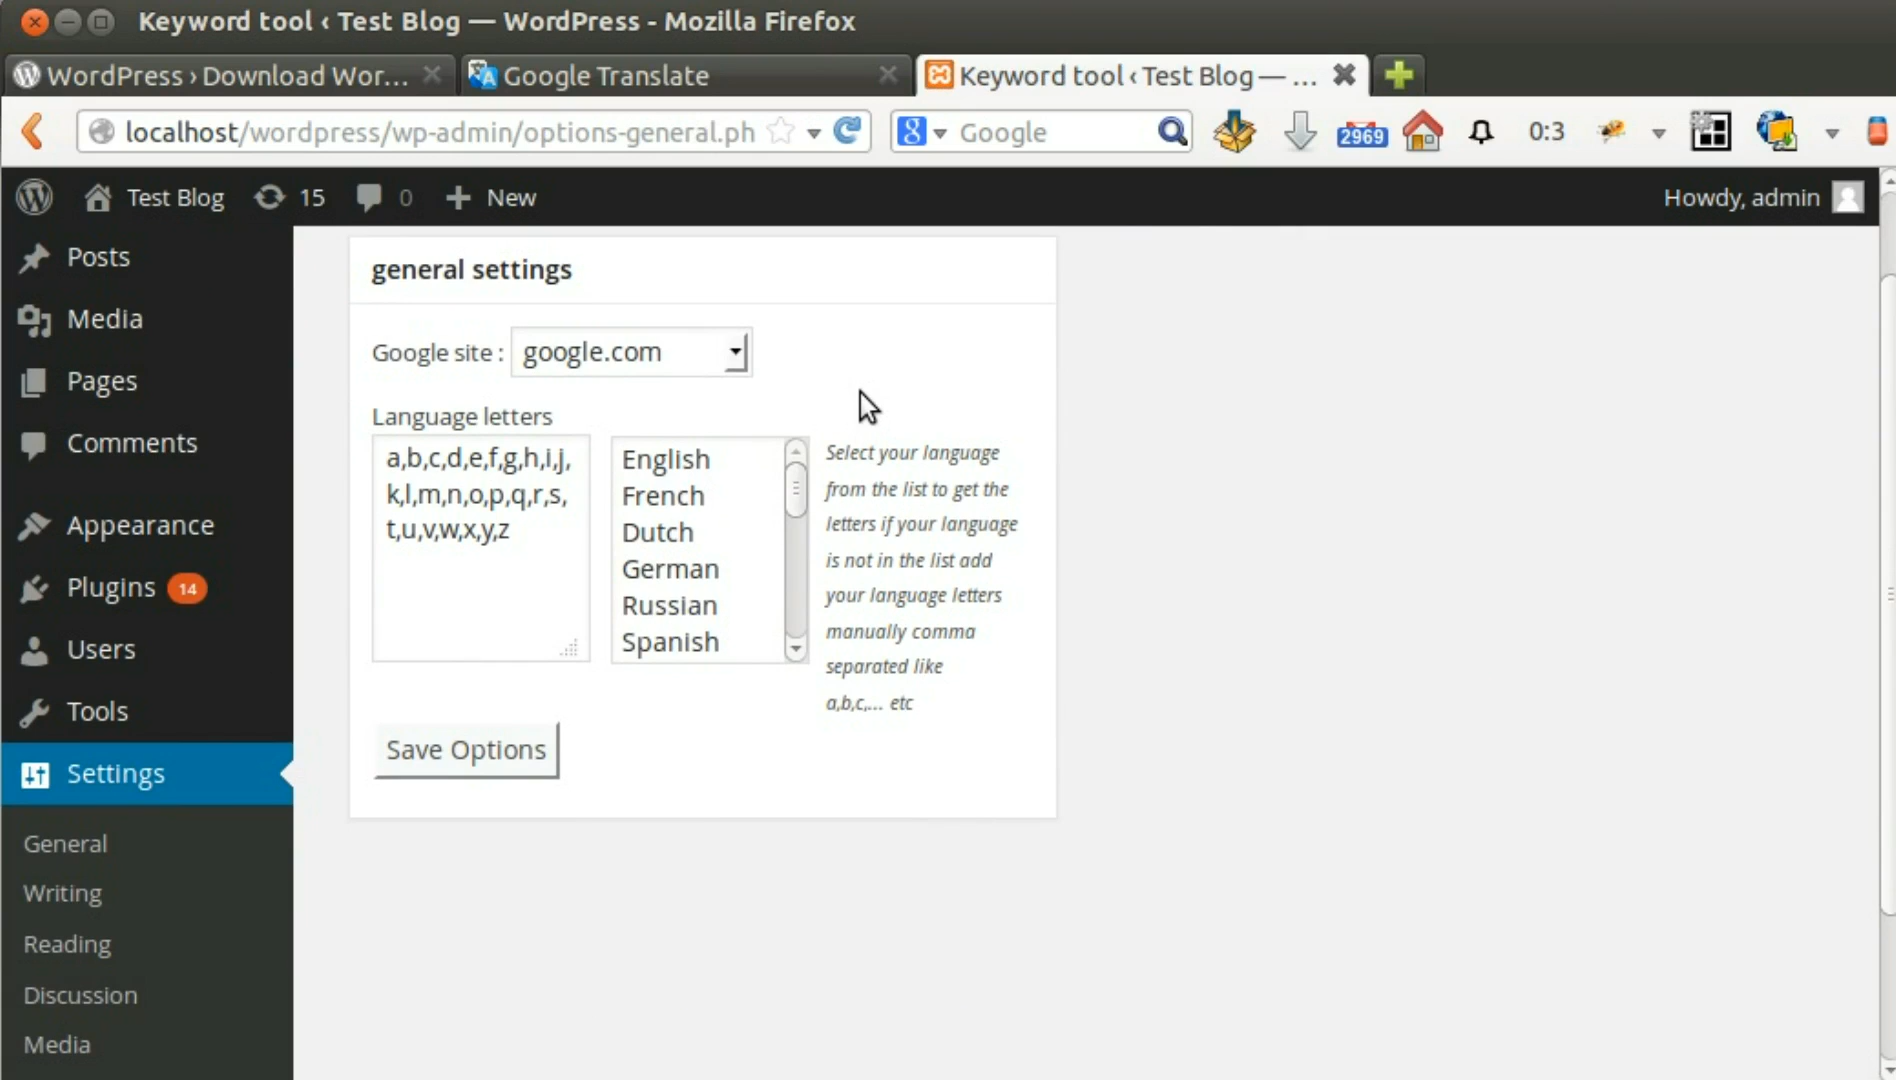 Keyword tool ‹ Test Blog — WordPress - Mozilla Firefox
WordPress › Download Wor...
Google Translate
Keyword tool ‹ Test Blog — ...
localhost/wordpress/wp-admin/options-general.ph
8
Google
2969
0:3
Test Blog
15
0
New
Howdy, admin
Posts
Media
Pages
Comments
Appearance
Plugins 14
Users
Tools
Settings
General
Writing
Reading
Discussion
Media
general settings
Google site :
google.com
Language letters
a,b,c,d,e,f,g,h,i,j,
k,l,m,n,o,p,q,r,s,
t,u,v,w,x,y,z
English
French
Dutch
German
Russian
Spanish
Select your language
from the list to get the
letters if your language
is not in the list add
your language letters
manually comma
separated like
a,b,c,... etc
Save Options